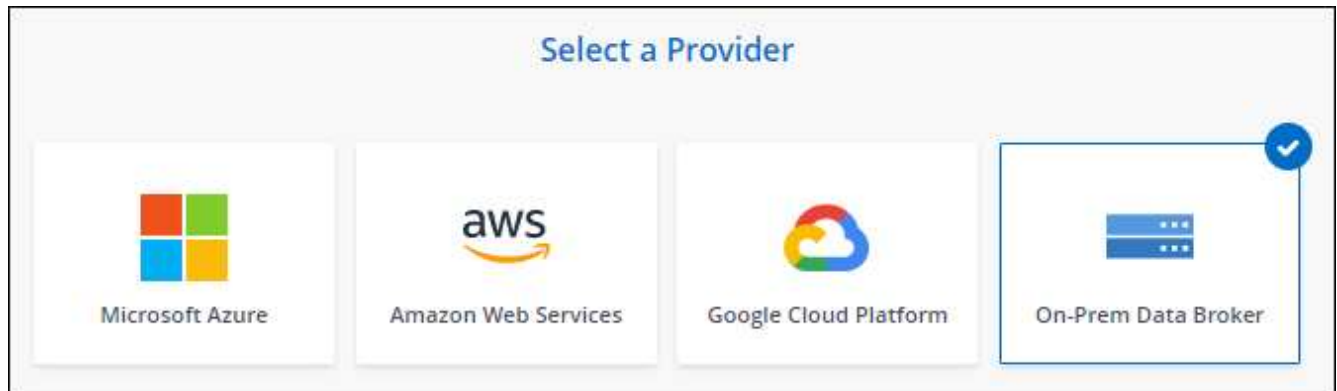 Select a Provider
aws
Microsoft Azure
Amazon Web Services
Google Cloud Platform
On-Prem Data Broker